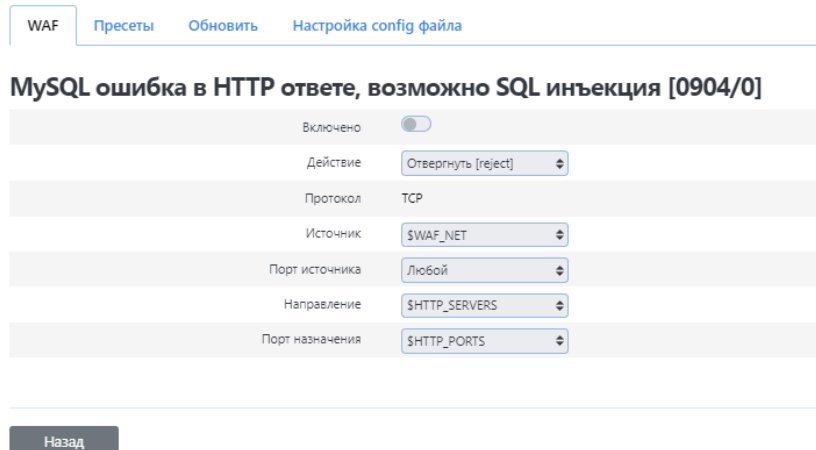 WAF Пресеты Обновить Настройка config файла
MySQL ошибка в HTTP ответе, возможно SQL инъекция [0904/0]
Включено
Действие Отвергнуть [reject]
Протокол TCP
Источник $WAF_NET
Порт источника Любой
Направление $HTTP_SERVERS
Порт назначения $HTTP_PORTS
Назад